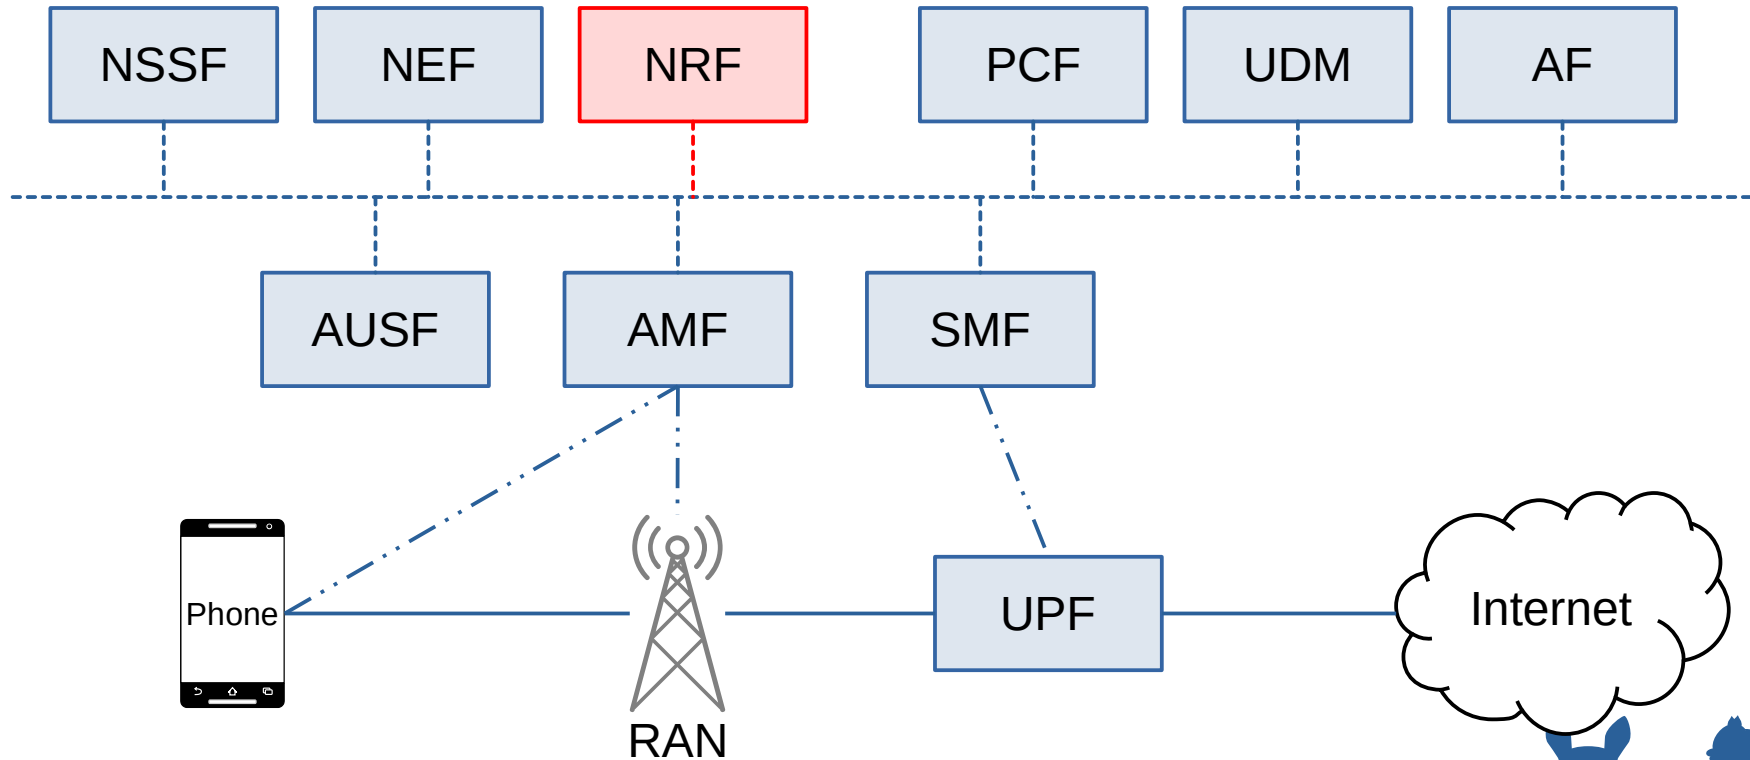 NSSF
NEF
NRF
PCF
UDM
AF
AUSF
AMF
SMF
Phone
RAN
UPF
Internet